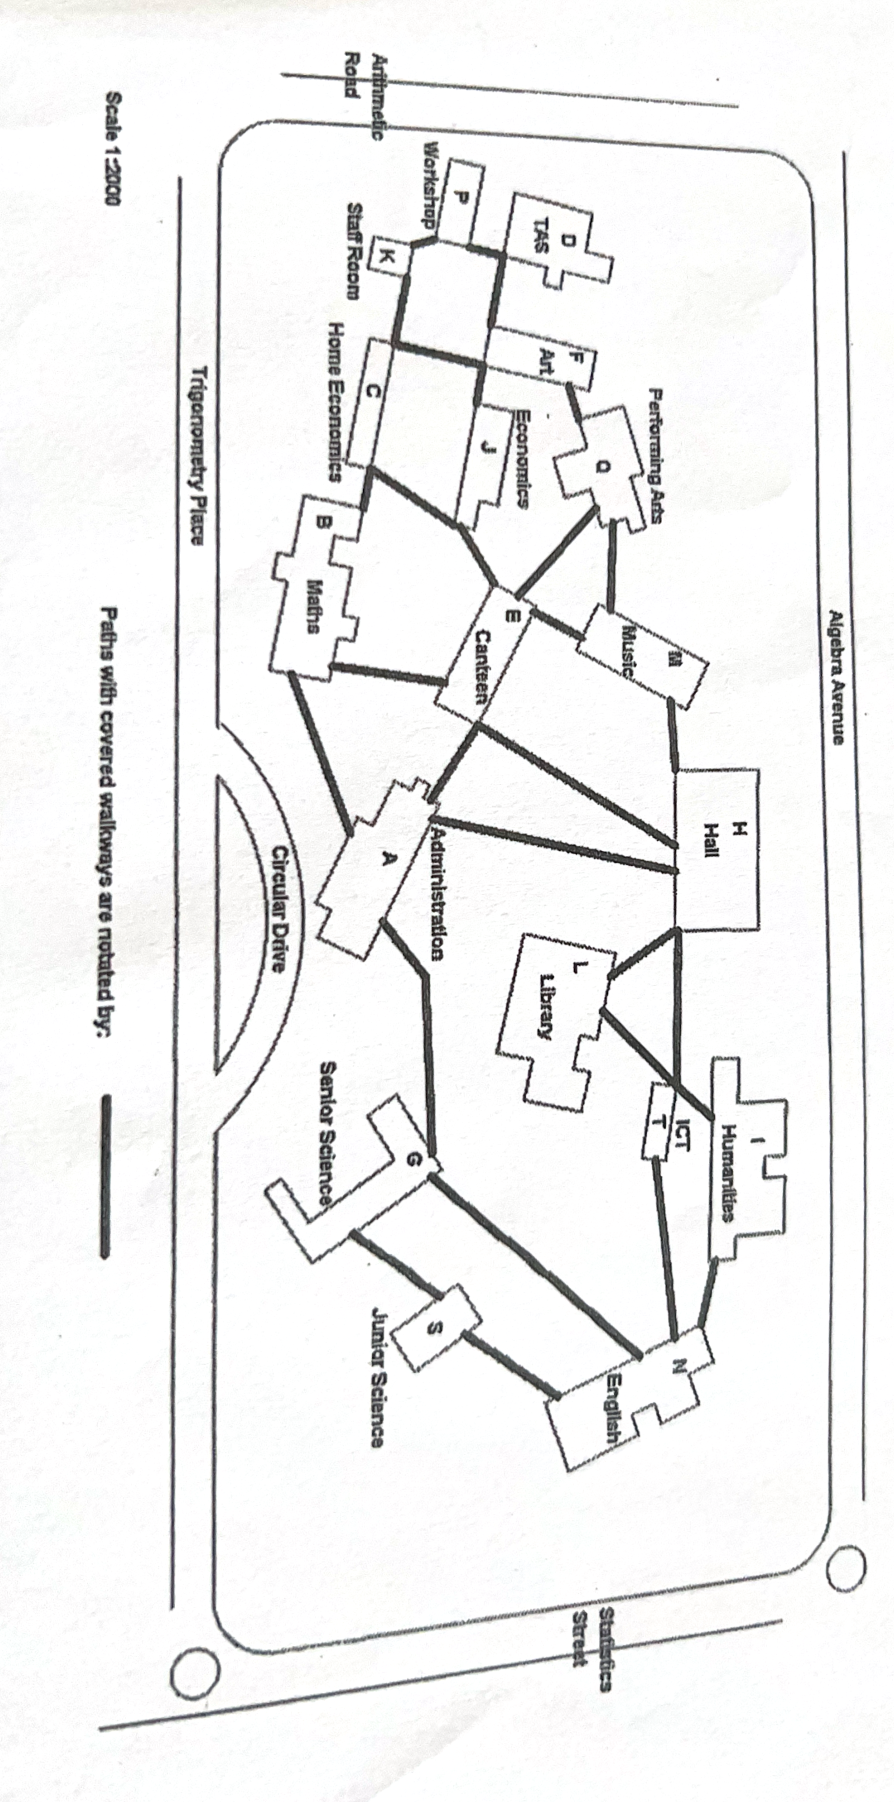 Algebra Avenue
Arithmetic
Road
D
TAS
P
Workshop
K
Staff Room
F
Art
Performing Arts
Q
Economics
J
C
Home Economics
B
Maths
E
Canteen
M
Music
H
Hall
Administration
A
L
Library
I
Humanities
ICT
T
G
Senior Science
S
Junior Science
N
English
Statistics
Street
Circular Drive
Trigonometry Place
Scale 1:2000
Paths with covered walkways are notated by: